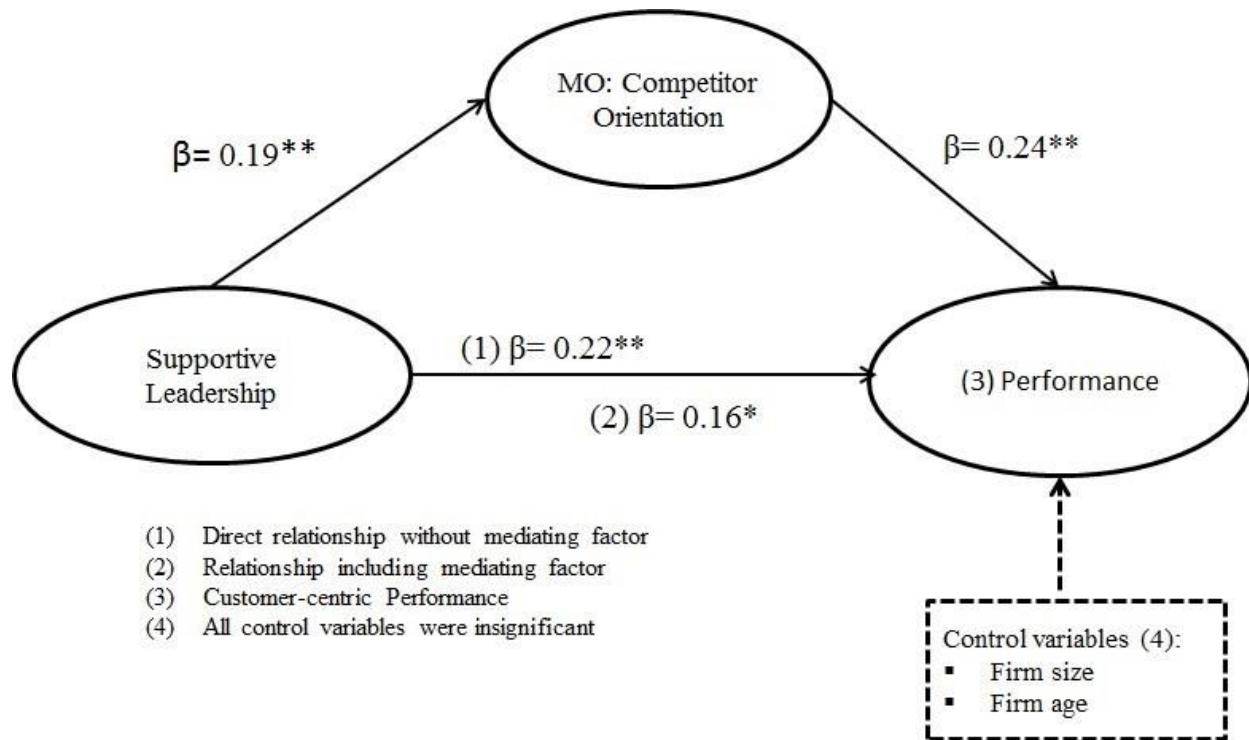 MO: Competitor
Orientation
β= 0.19**
β= 0.24**
Supportive
Leadership
(1) β= 0.22**
(2) β= 0.16*
(3) Performance
(1) Direct relationship without mediating factor
(2) Relationship including mediating factor
(3) Customer-centric Performance
(4) All control variables were insignificant
Control variables (4):
▪ Firm size
▪ Firm age